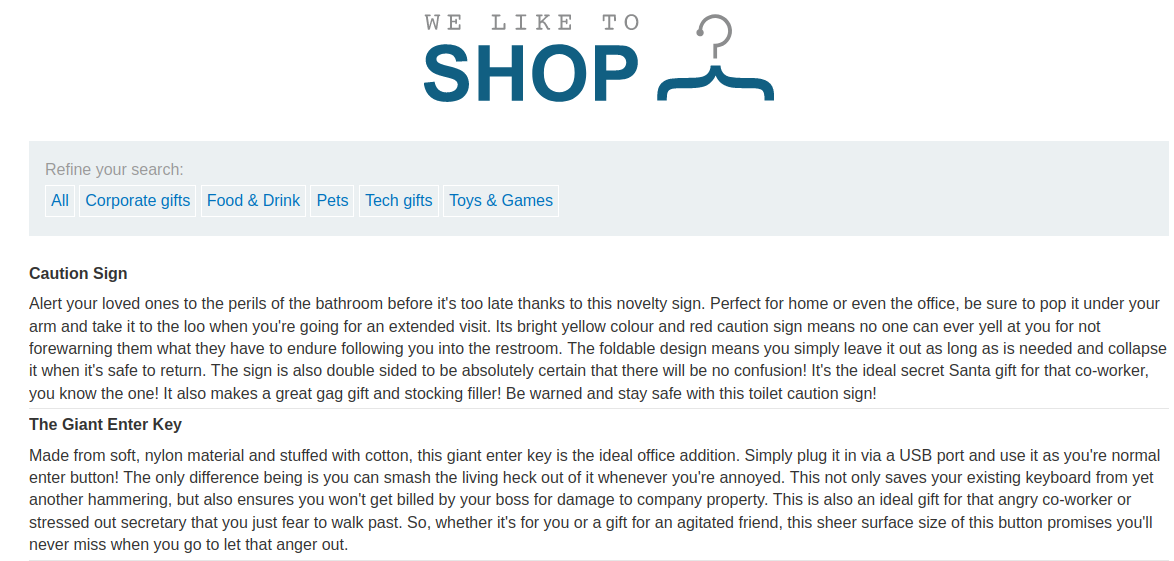 WE LIKE TO
SHOP
Refine your search:
All Corporate gifts Food & Drink Pets Tech gifts Toys & Games
Caution Sign
Alert your loved ones to the perils of the bathroom before it's too late thanks to this novelty sign. Perfect for home or even the office, be sure to pop it under your
arm and take it to the loo when you're going for an extended visit. Its bright yellow colour and red caution sign means no one can ever yell at you for not
forewarning them what they have to endure following you into the restroom. The foldable design means you simply leave it out as long as is needed and collapse
it when it's safe to return. The sign is also double sided to be absolutely certain that there will be no confusion! It's the ideal secret Santa gift for that co-worker,
you know the one! It also makes a great gag gift and stocking filler! Be warned and stay safe with this toilet caution sign!
The Giant Enter Key
Made from soft, nylon material and stuffed with cotton, this giant enter key is the ideal office addition. Simply plug it in via a USB port and use it as you're normal
enter button! The only difference being is you can smash the living heck out of it whenever you're annoyed. This not only saves your existing keyboard from yet
another hammering, but also ensures you won't get billed by your boss for damage to company property. This is also an ideal gift for that angry co-worker or
stressed out secretary that you just fear to walk past. So, whether it's for you or a gift for an agitated friend, this sheer surface size of this button promises you'll
never miss when you go to let that anger out.